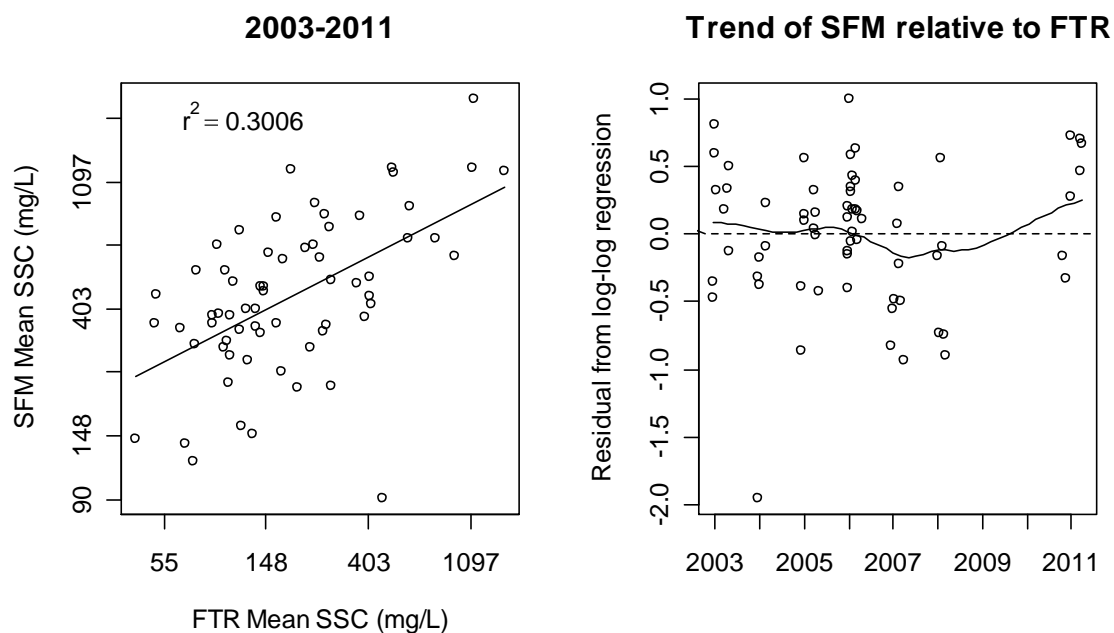 2003-2011
r² = 0.3006
SFM Mean SSC (mg/L)
1097
403
148
90
55 148 403 1097
FTR Mean SSC (mg/L)
Trend of SFM relative to FTR
Residual from log-log regression
1.0
0.5
0.0
-0.5
-1.0
-1.5
-2.0
2003 2005 2007 2009 2011